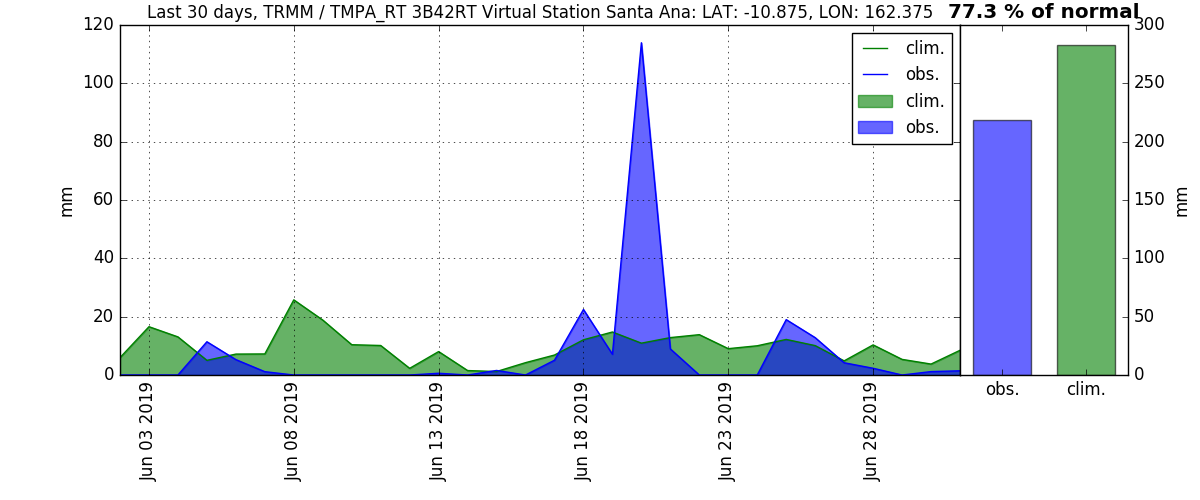 Last 30 days, TRMM / TMPA_RT 3B42RT Virtual Station Santa Ana: LAT: -10.875, LON: 162.375
77.3 % of normal
120
100
80
60
40
20
0
mm
clim.
obs.
clim.
obs.
Jun 03 2019
Jun 08 2019
Jun 13 2019
Jun 18 2019
Jun 23 2019
Jun 28 2019
300
250
200
150
100
50
0
mm
obs.
clim.